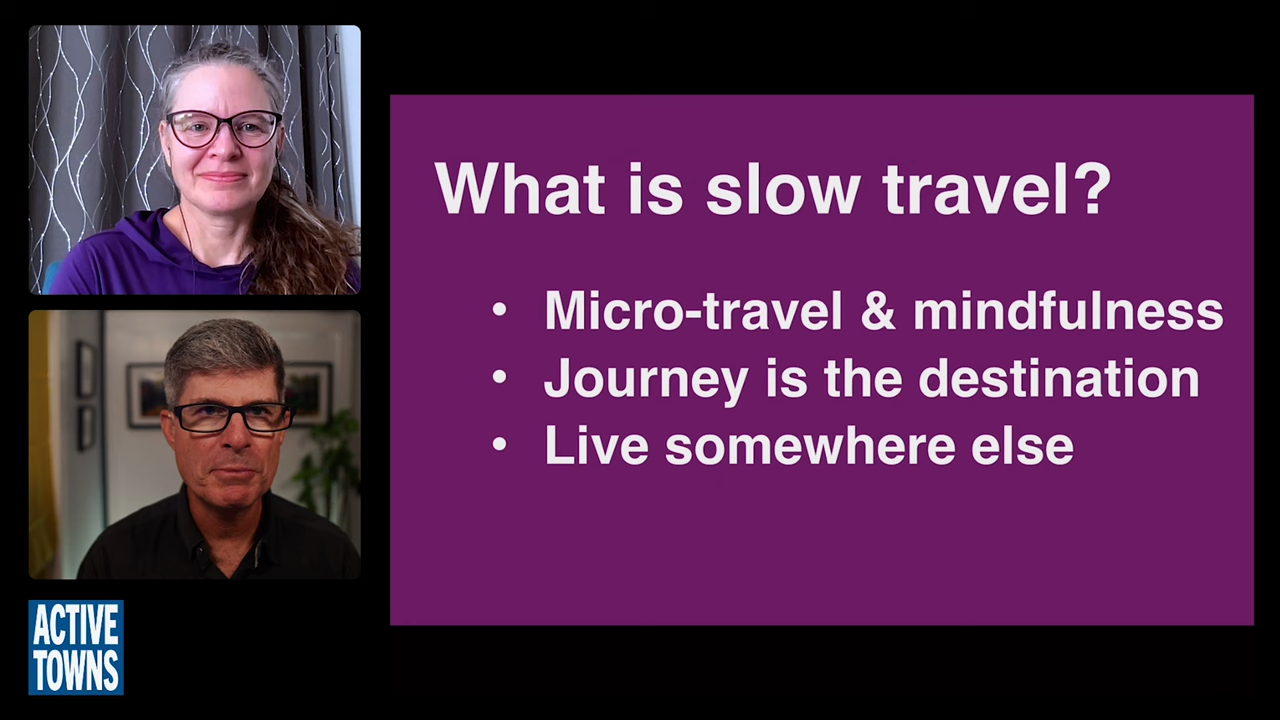 What is slow travel?
• Micro-travel & mindfulness
• Journey is the destination
• Live somewhere else
ACTIVE
TOWNS